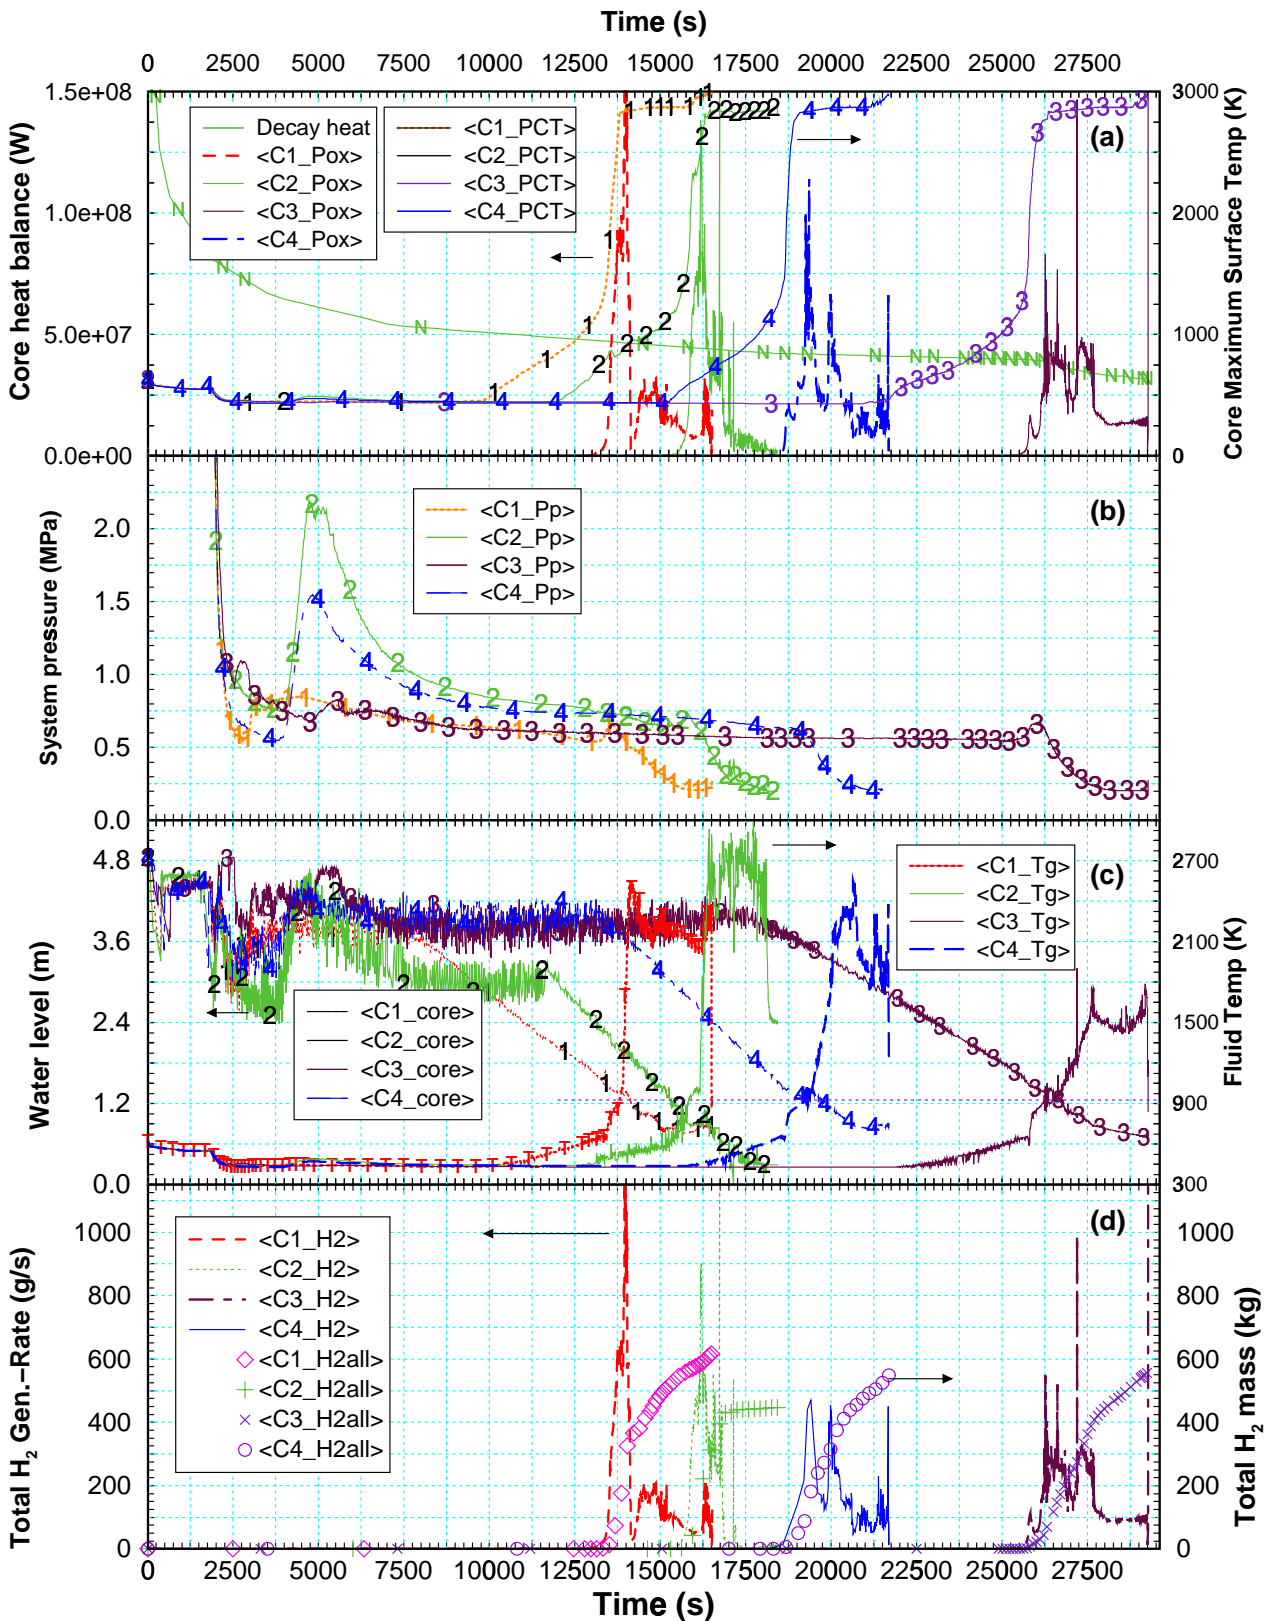 Time (s)
0 2500 5000 7500 10000 12500 15000 17500 20000 22500 25000 27500
Core heat balance (W)
1.5e+08
1.0e+08
5.0e+07
0.0e+00
Decay heat
<C1_Pox>
<C2_Pox>
<C3_Pox>
<C4_Pox>
<C1_PCT>
<C2_PCT>
<C3_PCT>
<C4_PCT>
(a)
3000
2000
1000
0
Core Maximum Surface Temp (K)
System pressure (MPa)
2.0
1.5
1.0
0.5
0.0
<C1_Pp>
<C2_Pp>
<C3_Pp>
<C4_Pp>
(b)
Water level (m)
4.8
3.6
2.4
1.2
0.0
<C1_core>
<C2_core>
<C3_core>
<C4_core>
<C1_Tg>
<C2_Tg>
<C3_Tg>
<C4_Tg>
(c)
2700
2100
1500
900
300
Fluid Temp (K)
Total H2 Gen.–Rate (g/s)
1000
800
600
400
200
0
<C1_H2>
<C2_H2>
<C3_H2>
<C4_H2>
<C1_H2all>
<C2_H2all>
<C3_H2all>
<C4_H2all>
(d)
1000
800
600
400
200
0
Total H2 mass (kg)
0 2500 5000 7500 10000 12500 15000 17500 20000 22500 25000 27500
Time (s)